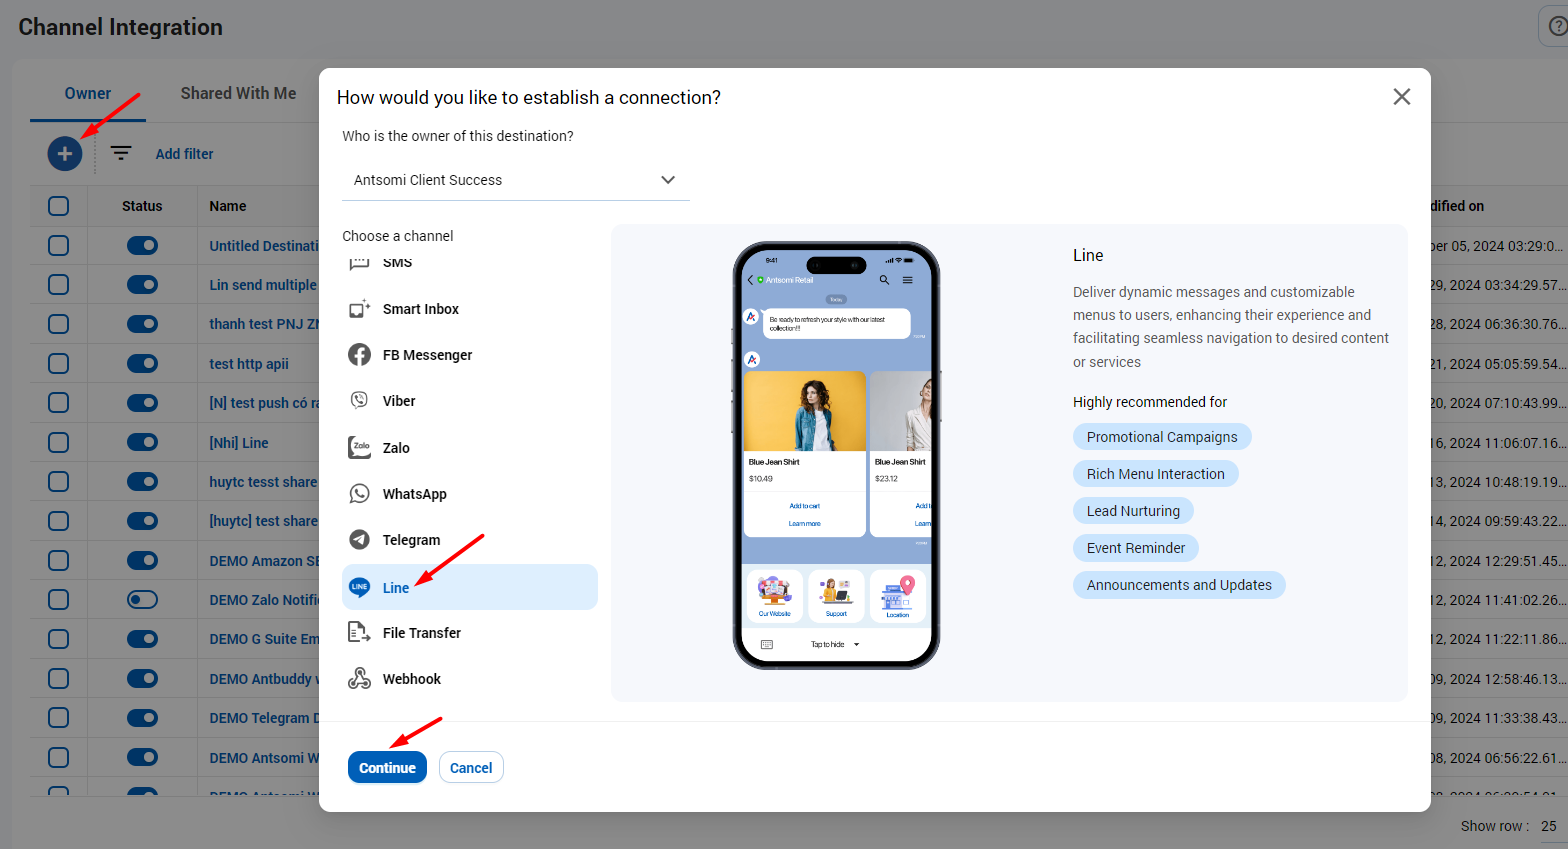 Channel Integration
Owner
Shared With Me
Add filter
Status
Name
dified on
Untitled Destinati
ber 05, 2024 03:29:0...
Lin send multiple
29, 2024 03:34:29.57...
thanh test PNJ ZN
28, 2024 06:36:30.76...
test http apii
21, 2024 05:05:59.54...
[N] test push có ra
20, 2024 07:10:43.99...
[Nhi] Line
16, 2024 11:06:07.16...
huytc tesst share
13, 2024 10:48:19.19...
[huytc] test share
14, 2024 09:59:43.22...
DEMO Amazon SE
12, 2024 12:29:51.45...
DEMO Zalo Notifi
12, 2024 11:41:02.26...
DEMO G Suite Em
12, 2024 11:22:11.86...
DEMO Antbuddy w
09, 2024 12:58:46.13...
DEMO Telegram D
09, 2024 11:33:38.43...
DEMO Antsomi W
08, 2024 06:56:22.61...
Show row : 25
How would you like to establish a connection?
Who is the owner of this destination?
Antsomi Client Success
Choose a channel
SMS
Smart Inbox
FB Messenger
Viber
Zalo
Zalo
WhatsApp
Telegram
LINE
Line
File Transfer
Webhook
Continue
Cancel
9:41
Antsomi Retail
Today
Be ready to refresh your style with our latest
collection!!!
Blue Jean Shirt
$10.49
Add to cart
Learn more
Blue Jean Shirt
$23.12
Add t
Learn
Our Website
Support
Location
Tap to hide
Line
Deliver dynamic messages and customizable
menus to users, enhancing their experience and
facilitating seamless navigation to desired content
or services
Highly recommended for
Promotional Campaigns
Rich Menu Interaction
Lead Nurturing
Event Reminder
Announcements and Updates